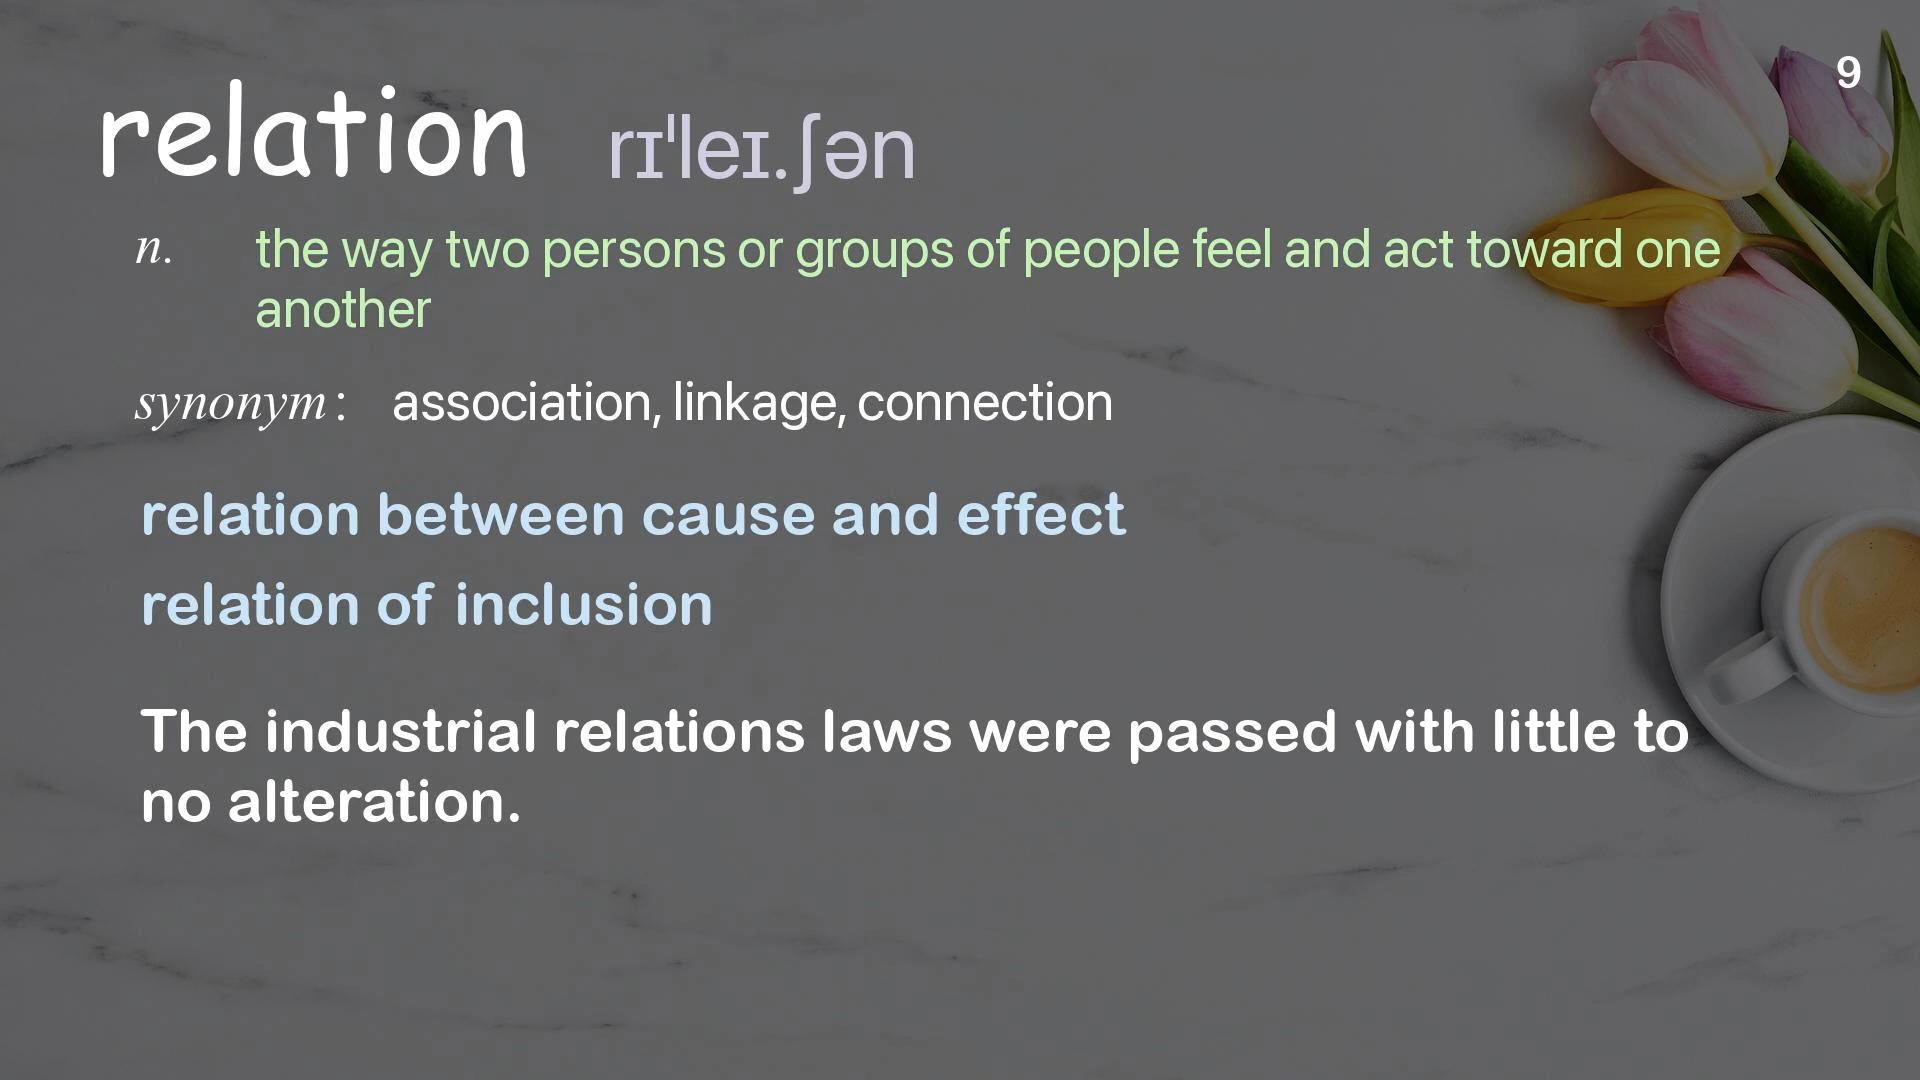 9
relation rɪˈleɪ.ʃən
n. the way two persons or groups of people feel and act toward one
another
synonym: association, linkage, connection
relation between cause and effect
relation of inclusion
The industrial relations laws were passed with little to
no alteration.